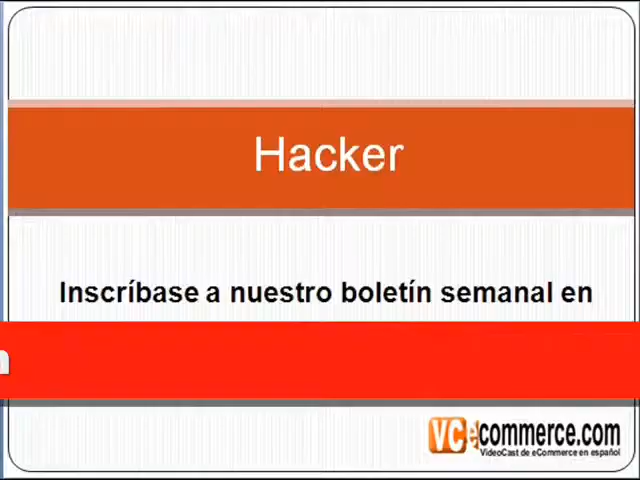 Hacker
Inscríbase a nuestro boletín semanal en
VCecommerce.com
VideoCast de eCommerce en español